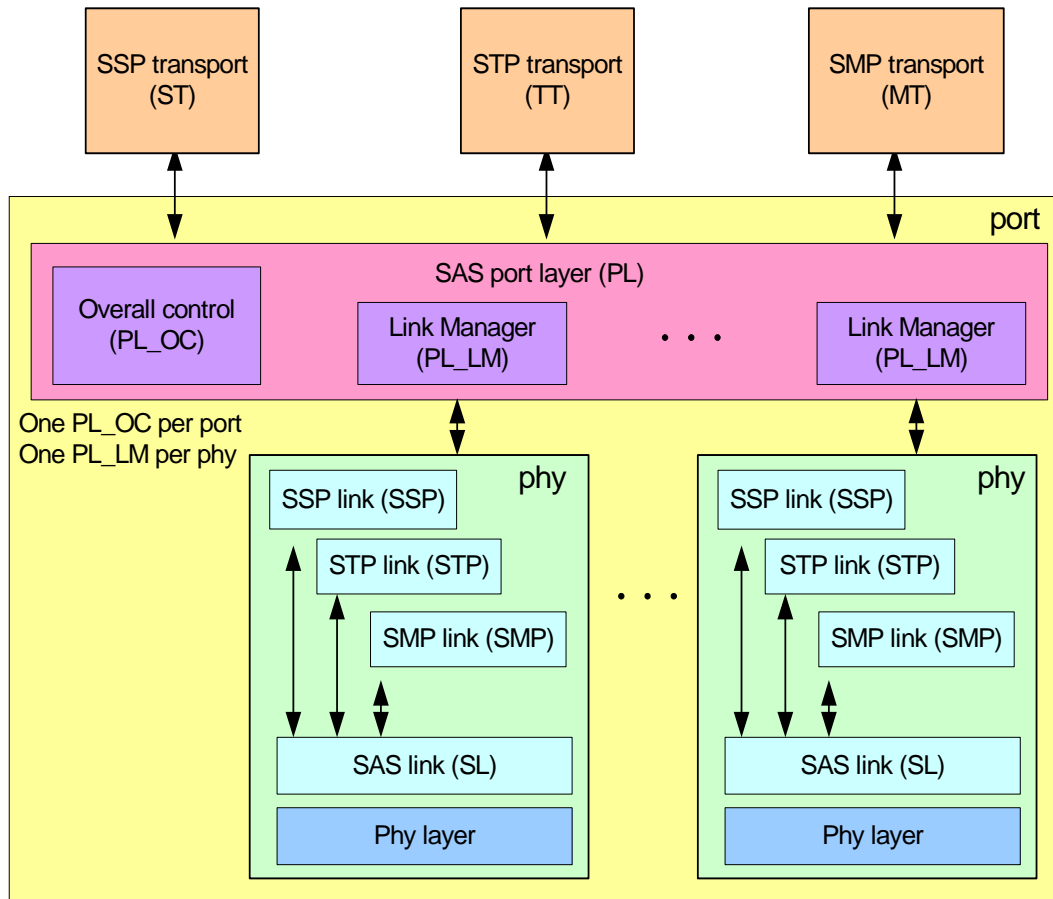 SSP transport
(ST)
STP transport
(TT)
SMP transport
(MT)
port
SAS port layer (PL)
Overall control
(PL_OC)
Link Manager
(PL_LM)
. . .
Link Manager
(PL_LM)
One PL_OC per port
One PL_LM per phy
phy
SSP link (SSP)
STP link (STP)
SMP link (SMP)
SAS link (SL)
Phy layer
. . .
phy
SSP link (SSP)
STP link (STP)
SMP link (SMP)
SAS link (SL)
Phy layer